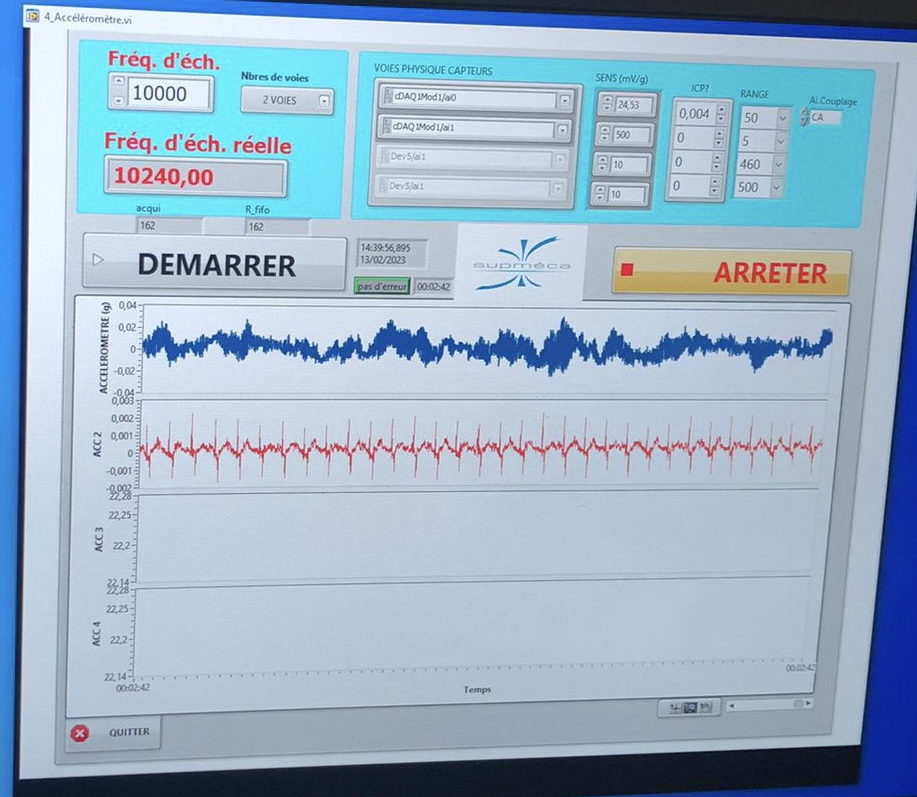 4_Accéléromètre.vi
Fréq. d'éch.
10000
Nbres de voies
2 VOIES
Fréq. d'éch. réelle
10240,00
acqui
162
R_fifo
162
VOIES PHYSIQUE CAPTEURS
cDAQ1Mod1/ai0
cDAQ1Mod1/ai1
Dev5/ai1
Dev5/ai1
SENS (mV/g)
24,53
500
10
10
ICP?
0,004
0
0
0
RANGE
50
5
460
500
AI.Couplage
CA
DEMARRER
14:39:56,895
13/02/2023
pas d'erreur
00:02:42
supméca
ARRETER
ACCELEROMETRE (g)
0,04
0,02
0
-0,02
-0,04
ACC 2
0,003
0,002
0,001
0
-0,001
-0,002
ACC 3
22,28
22,25
22,2
22,14
ACC 4
22,28
22,25
22,2
22,14
00:02:42
00:02:42
Temps
QUITTER